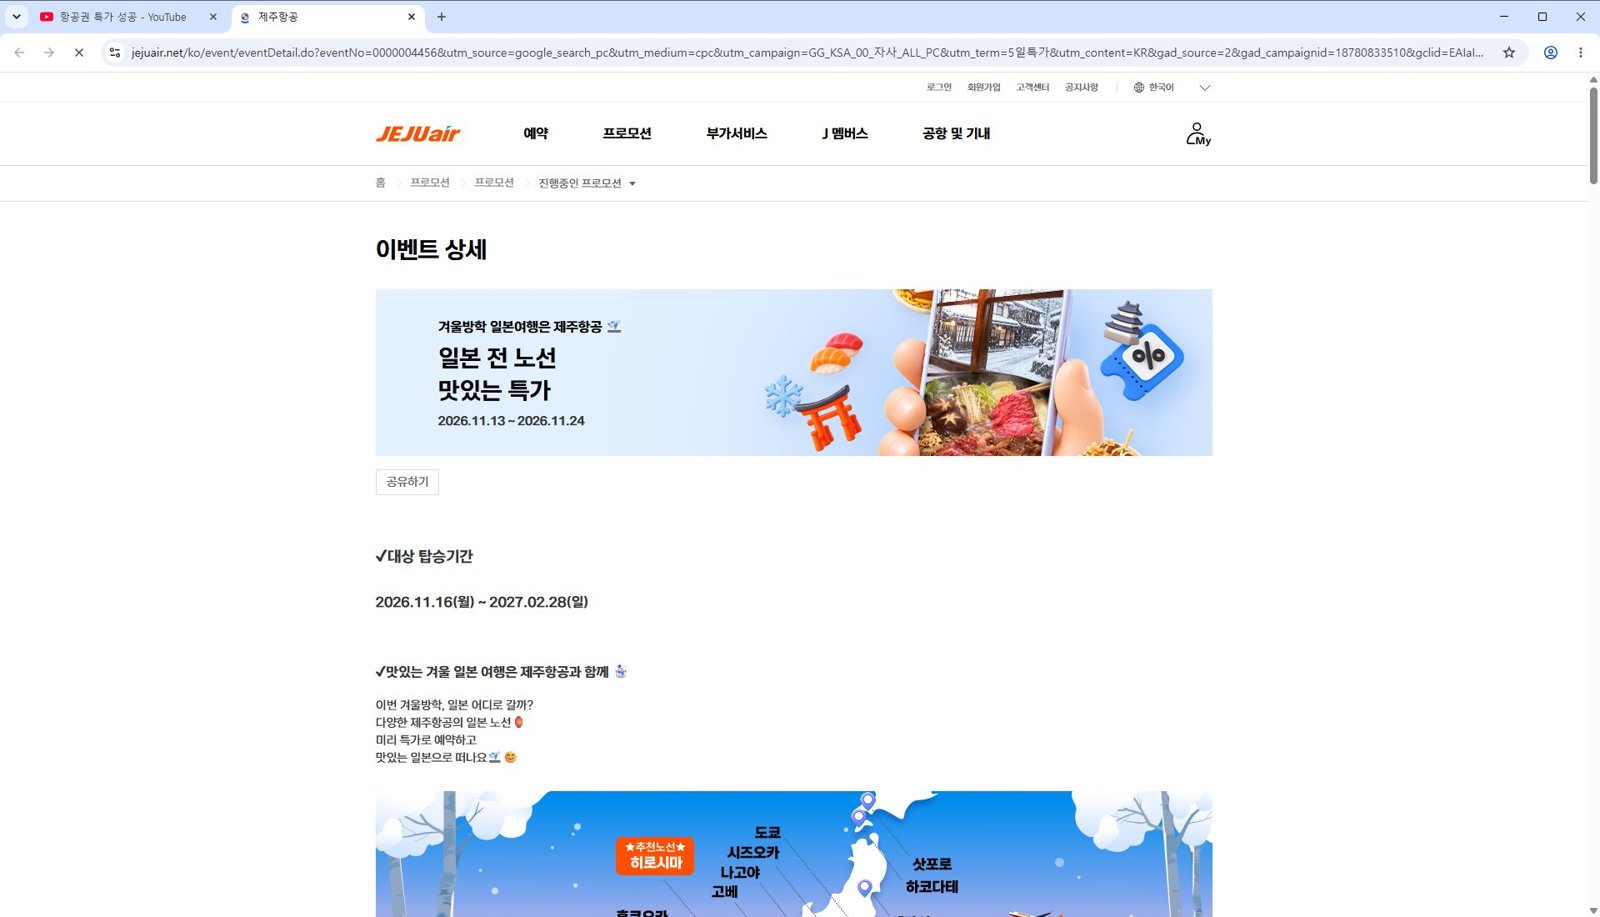 항공권 특가 성공 - YouTube
제주항공
jejuair.net/ko/event/eventDetail.do?eventNo=0000004456&utm_source=google_search_pc&utm_medium=cpc&utm_campaign=GG_KSA_00_자사_ALL_PC&utm_term=5일특가&utm_content=KR&gad_source=2&gad_campaignid=18780833510&gclid=EAIaI...
로그인 회원가입 고객센터 공지사항 한국어
JEJUair 예약 프로모션 부가서비스 J 멤버스 공항 및 기내 My
홈 프로모션 프로모션 진행중인 프로모션
이벤트 상세
겨울방학 일본여행은 제주항공
일본 전 노선
맛있는 특가
2026.11.13 ~ 2026.11.24
%
공유하기
✓대상 탑승기간
2026.11.16(월) ~ 2027.02.28(일)
✓맛있는 겨울 일본 여행은 제주항공과 함께
이번 겨울방학, 일본 어디로 갈까?
다양한 제주항공의 일본 노선
미리 특가로 예약하고
맛있는 일본으로 떠나요
도쿄
★추천노선★
히로시마
시즈오카
나고야
고베
삿포로
하코다테